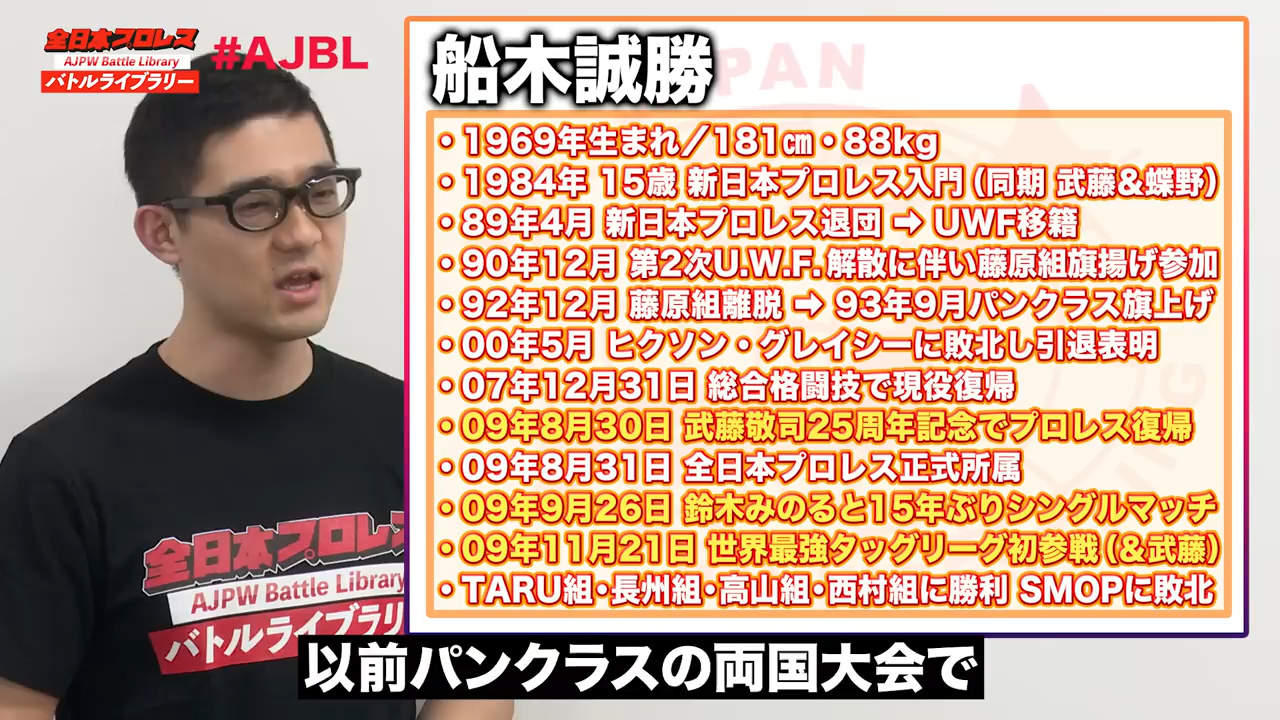 全日本プロレス
AJPW Battle Library
バトルライブラリー
#AJBL
船木誠勝
PAN
・1969年生まれ／181㎝・88kg
・1984年 15歳 新日本プロレス入門（同期 武藤&蝶野）
・89年4月 新日本プロレス退団 ➡ UWF移籍
・90年12月 第2次U.W.F.解散に伴い藤原組旗揚げ参加
・92年12月 藤原組離脱 ➡ 93年9月パンクラス旗上げ
・00年5月 ヒクソン・グレイシーに敗北し引退表明
・07年12月31日 総合格闘技で現役復帰
・09年8月30日 武藤敬司25周年記念でプロレス復帰
・09年8月31日 全日本プロレス正式所属
・09年9月26日 鈴木みのると15年ぶりシングルマッチ
・09年11月21日 世界最強タッグリーグ初参戦（&武藤）
・TARU組・長州組・高山組・西村組に勝利 SMOPに敗北
ING
全日本プロレス
AJPW Battle Library
バトルライブラリー
以前パンクラスの両国大会で